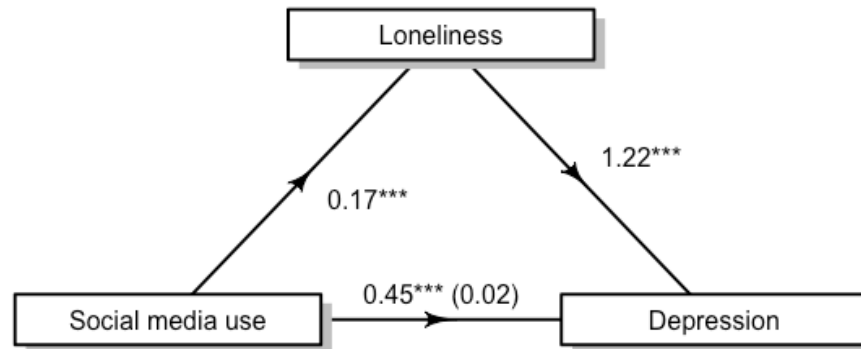 Loneliness
1.22***
0.17***
0.45*** (0.02)
Social media use
Depression